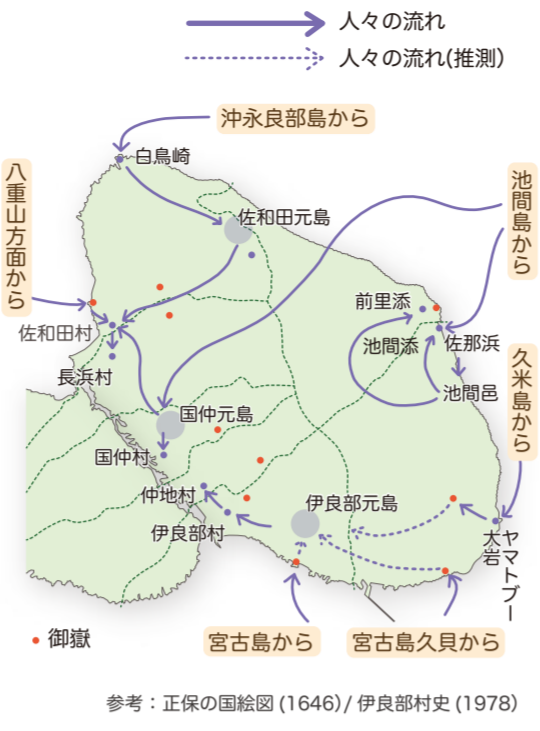 人々の流れ
人々の流れ(推測)
沖永良部島から
白鳥崎
八重山方面から
池間島から
佐和田元島
前里添
佐和田村
池間添
佐那浜
長浜村
池間邑
久米島から
国仲元島
国仲村
仲地村
伊良部元島
伊良部村
ヤマトブー
大岩
御嶽
宮古島から
宮古島久貝から
参考：正保の国絵図 (1646)/ 伊良部村史 (1978)